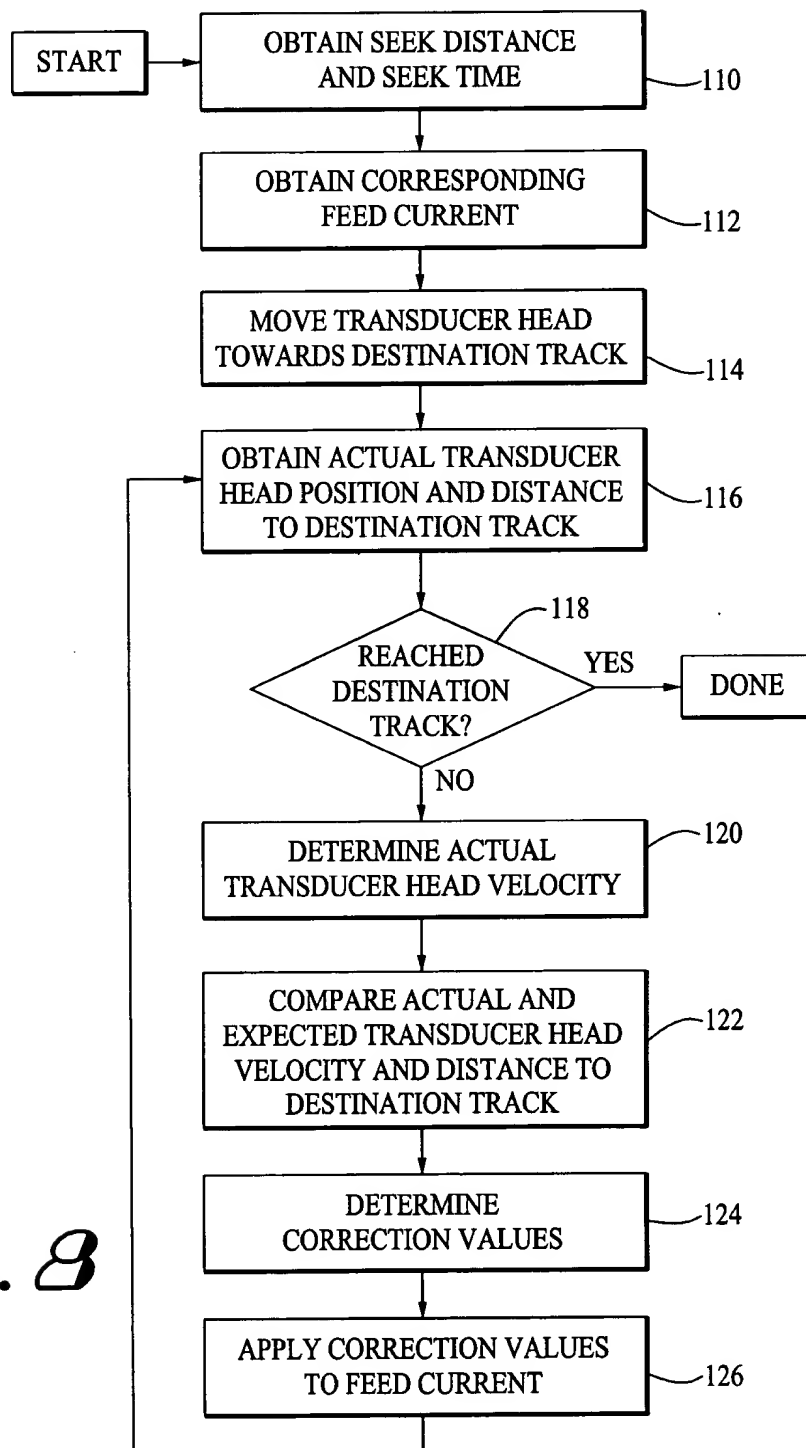 START
OBTAIN SEEK DISTANCE
AND SEEK TIME
110
OBTAIN CORRESPONDING
FEED CURRENT
112
MOVE TRANSDUCER HEAD
TOWARDS DESTINATION TRACK
114
OBTAIN ACTUAL TRANSDUCER
HEAD POSITION AND DISTANCE
TO DESTINATION TRACK
116
118
REACHED
DESTINATION
TRACK?
YES
DONE
NO
DETERMINE ACTUAL
TRANSDUCER HEAD VELOCITY
120
COMPARE ACTUAL AND
EXPECTED TRANSDUCER HEAD
VELOCITY AND DISTANCE TO
DESTINATION TRACK
122
DETERMINE
CORRECTION VALUES
124
. 8
APPLY CORRECTION VALUES
TO FEED CURRENT
126